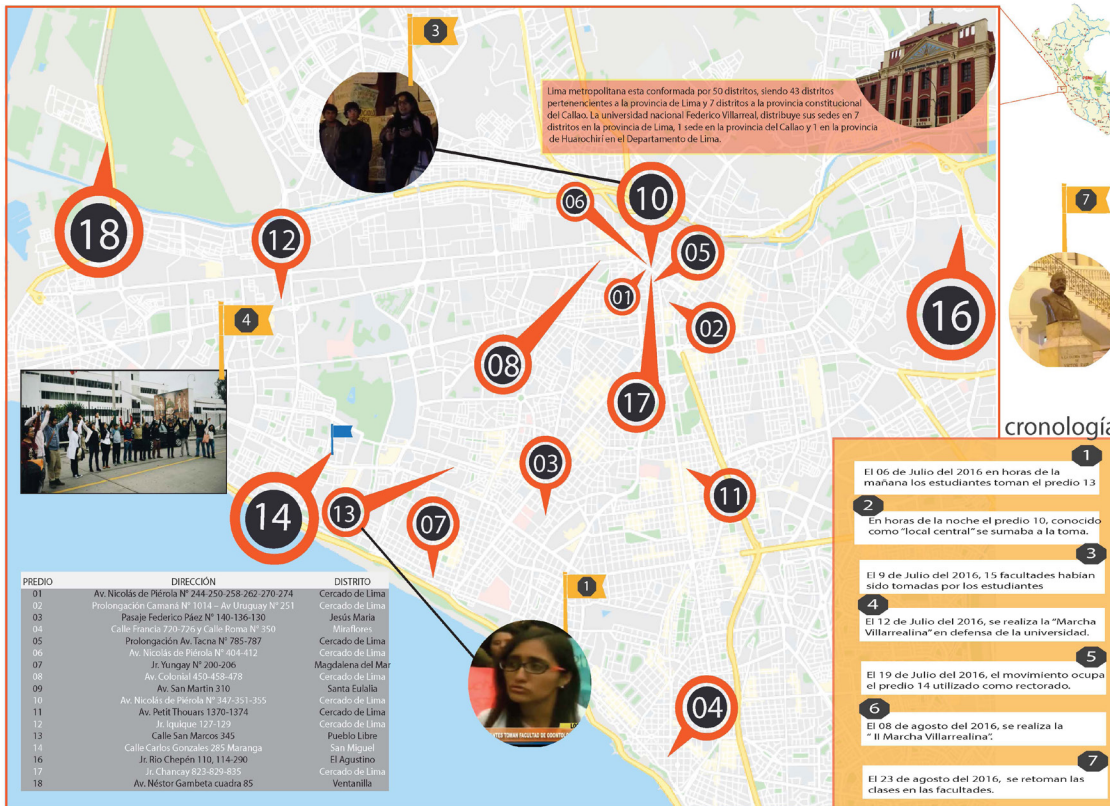 3
Lima metropolitana esta conformada por 50 distritos, siendo 43 distritos
pertenencientes a la provincia de Lima y 7 distritos a la provincia constitucional
del Callao. La universidad nacional Federico Villarreal, distribuye sus sedes en 7
distritos en la provincia de Lima, 1 sede en la provincia del Callao y 1 en la provincia
de Huarochirí en el Departamento de Lima.
06
10
7
18
12
05
01
16
4
02
08
17
03
11
14
13
07
1
04
PREDIO DIRECCIÓN DISTRITO
01 Av. Nicolás de Piérola N° 244-250-258-262-270-274 Cercado de Lima
02 Prolongación Camaná N° 1014 – Av Uruguay N° 251 Cercado de Lima
03 Pasaje Federico Páez N° 140-136-130 Jesús Maria
04 Calle Francia 720-726 y Calle Roma N° 350 Miraflores
05 Prolongación Av. Tacna N° 785-787 Cercado de Lima
06 Av. Nicolás de Piérola N° 404-412 Cercado de Lima
07 Jr. Yungay N° 200-206 Magdalena del Mar
08 Av. Colonial 450-458-478 Cercado de Lima
09 Av. San Martin 310 Santa Eulalia
10 Av. Nicolás de Piérola N° 347-351-355 Cercado de Lima
11 Av. Petit Thouars 1370-1374 Cercado de Lima
12 Jr. Iquique 127-129 Cercado de Lima
13 Calle San Marcos 345 Pueblo Libre
14 Calle Carlos Gonzales 285 Maranga San Miguel
16 Jr. Rio Chepén 110, 114-290 El Agustino
17 Jr. Chancay 823-829-835 Cercado de Lima
18 Av. Néstor Gambeta cuadra 85 Ventanilla
cronología
1
El 06 de Julio del 2016 en horas de la
mañana los estudiantes toman el predio 13
2
En horas de la noche el predio 10, conocido
como "local central" se sumaba a la toma.
3
El 9 de Julio del 2016, 15 facultades habían
sido tomadas por los estudiantes
4
El 12 de Julio del 2016, se realiza la "Marcha
Villarrealina" en defensa de la universidad.
5
El 19 de Julio del 2016, el movimiento ocupa
el predio 14 utilizado como rectorado.
6
El 08 de agosto del 2016, se realiza la
" II Marcha Villarrealina".
7
El 23 de agosto del 2016, se retoman las
clases en las facultades.